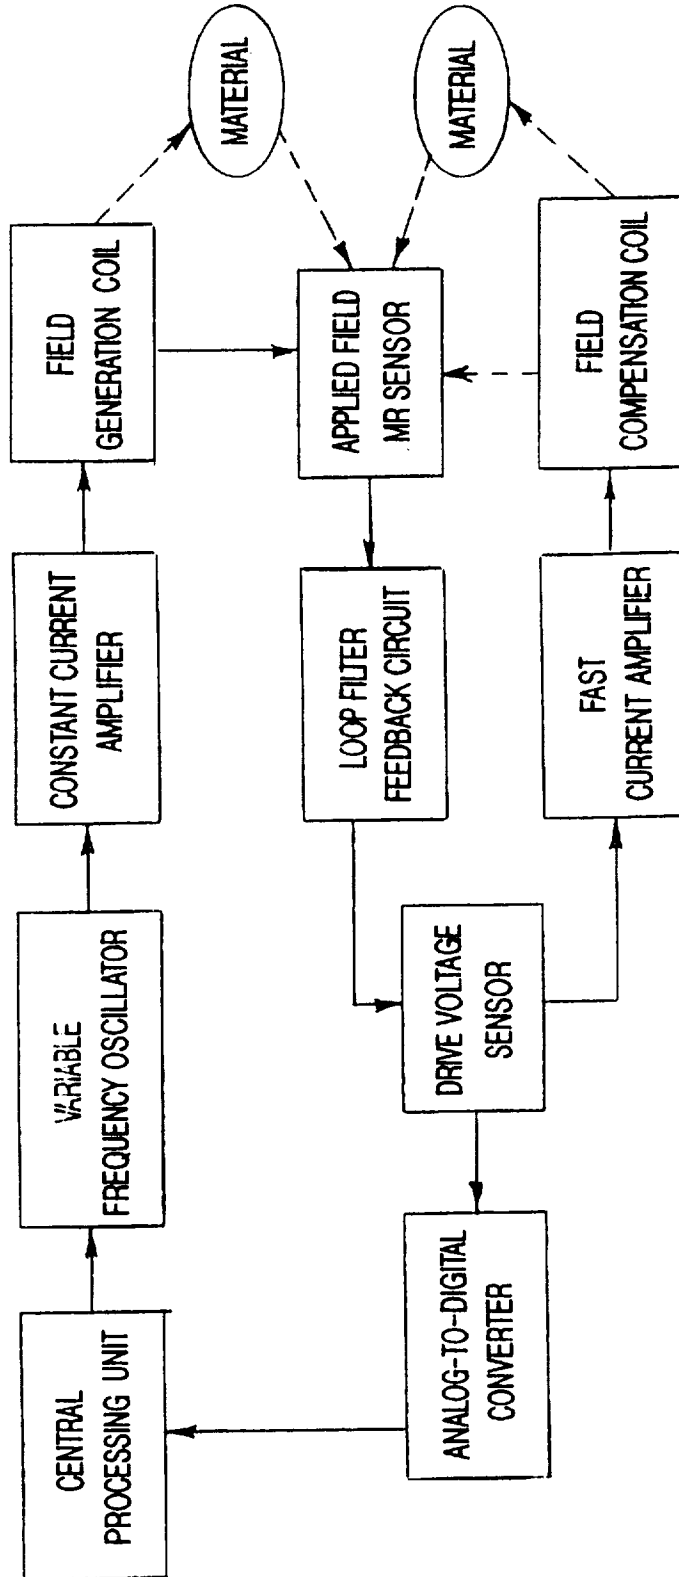 CENTRAL
PROCESSING UNIT
VARIABLE
FREQUENCY OSCILLATOR
CONSTANT CURRENT
AMPLIFIER
FIELD
GENERATION COIL
MATERIAL
APPLIED FIELD
MR SENSOR
LOOP FILTER
FEEDBACK CIRCUIT
MATERIAL
DRIVE VOLTAGE
SENSOR
ANALOG-TO-DIGITAL
CONVERTER
FAST
CURRENT AMPLIFIER
FIELD
COMPENSATION COIL